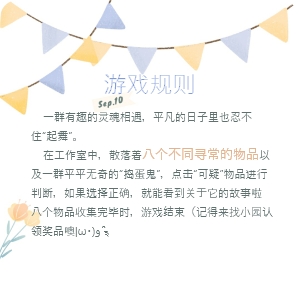 游戏规则
Sep.10
一群有趣的灵魂相遇，平凡的日子里也忍不
住“起舞”。
在工作室中，散落着八个不同寻常的物品以
及一群平平无奇的“捣蛋鬼”，点击“可疑”物品进行
判断，如果选择正确，就能看到关于它的故事啦
八个物品收集完毕时，游戏结束（记得来找小园认
领奖品噢|ω･)و